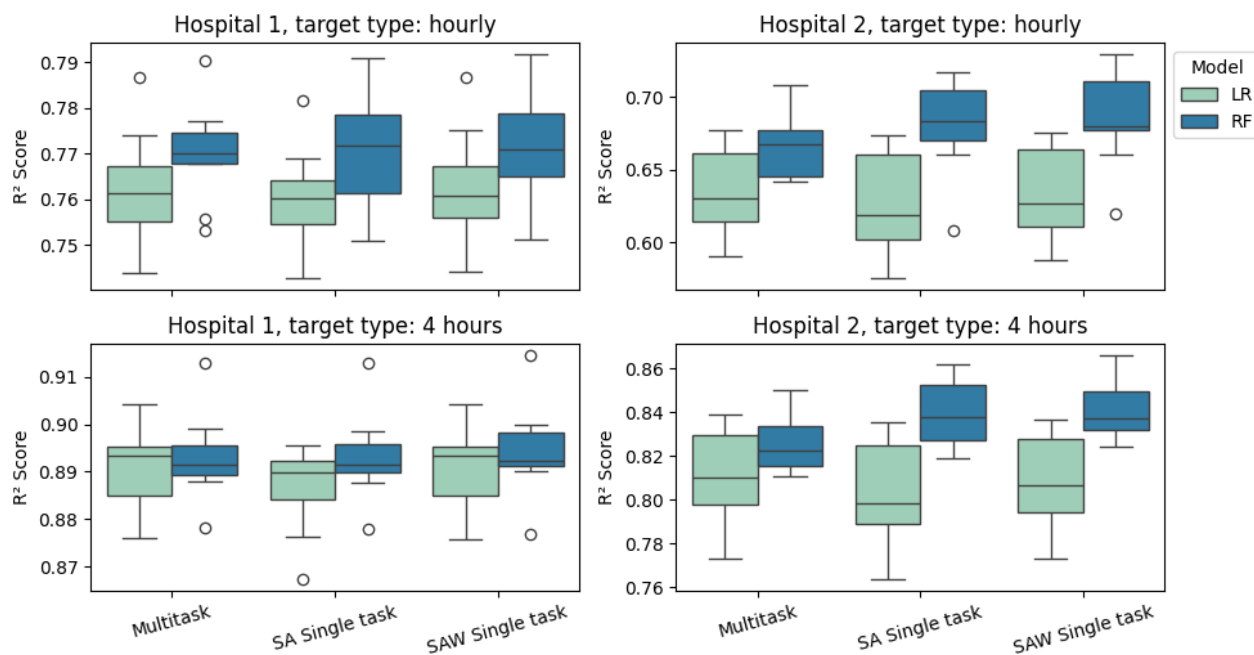 Hospital 1, target type: hourly
R² Score
0.79
0.78
0.77
0.76
0.75
Hospital 2, target type: hourly
R² Score
0.70
0.65
0.60
Model
LR
RF
Hospital 1, target type: 4 hours
R² Score
0.91
0.90
0.89
0.88
0.87
Multitask
SA Single task
SAW Single task
Hospital 2, target type: 4 hours
R² Score
0.86
0.84
0.82
0.80
0.78
0.76
Multitask
SA Single task
SAW Single task